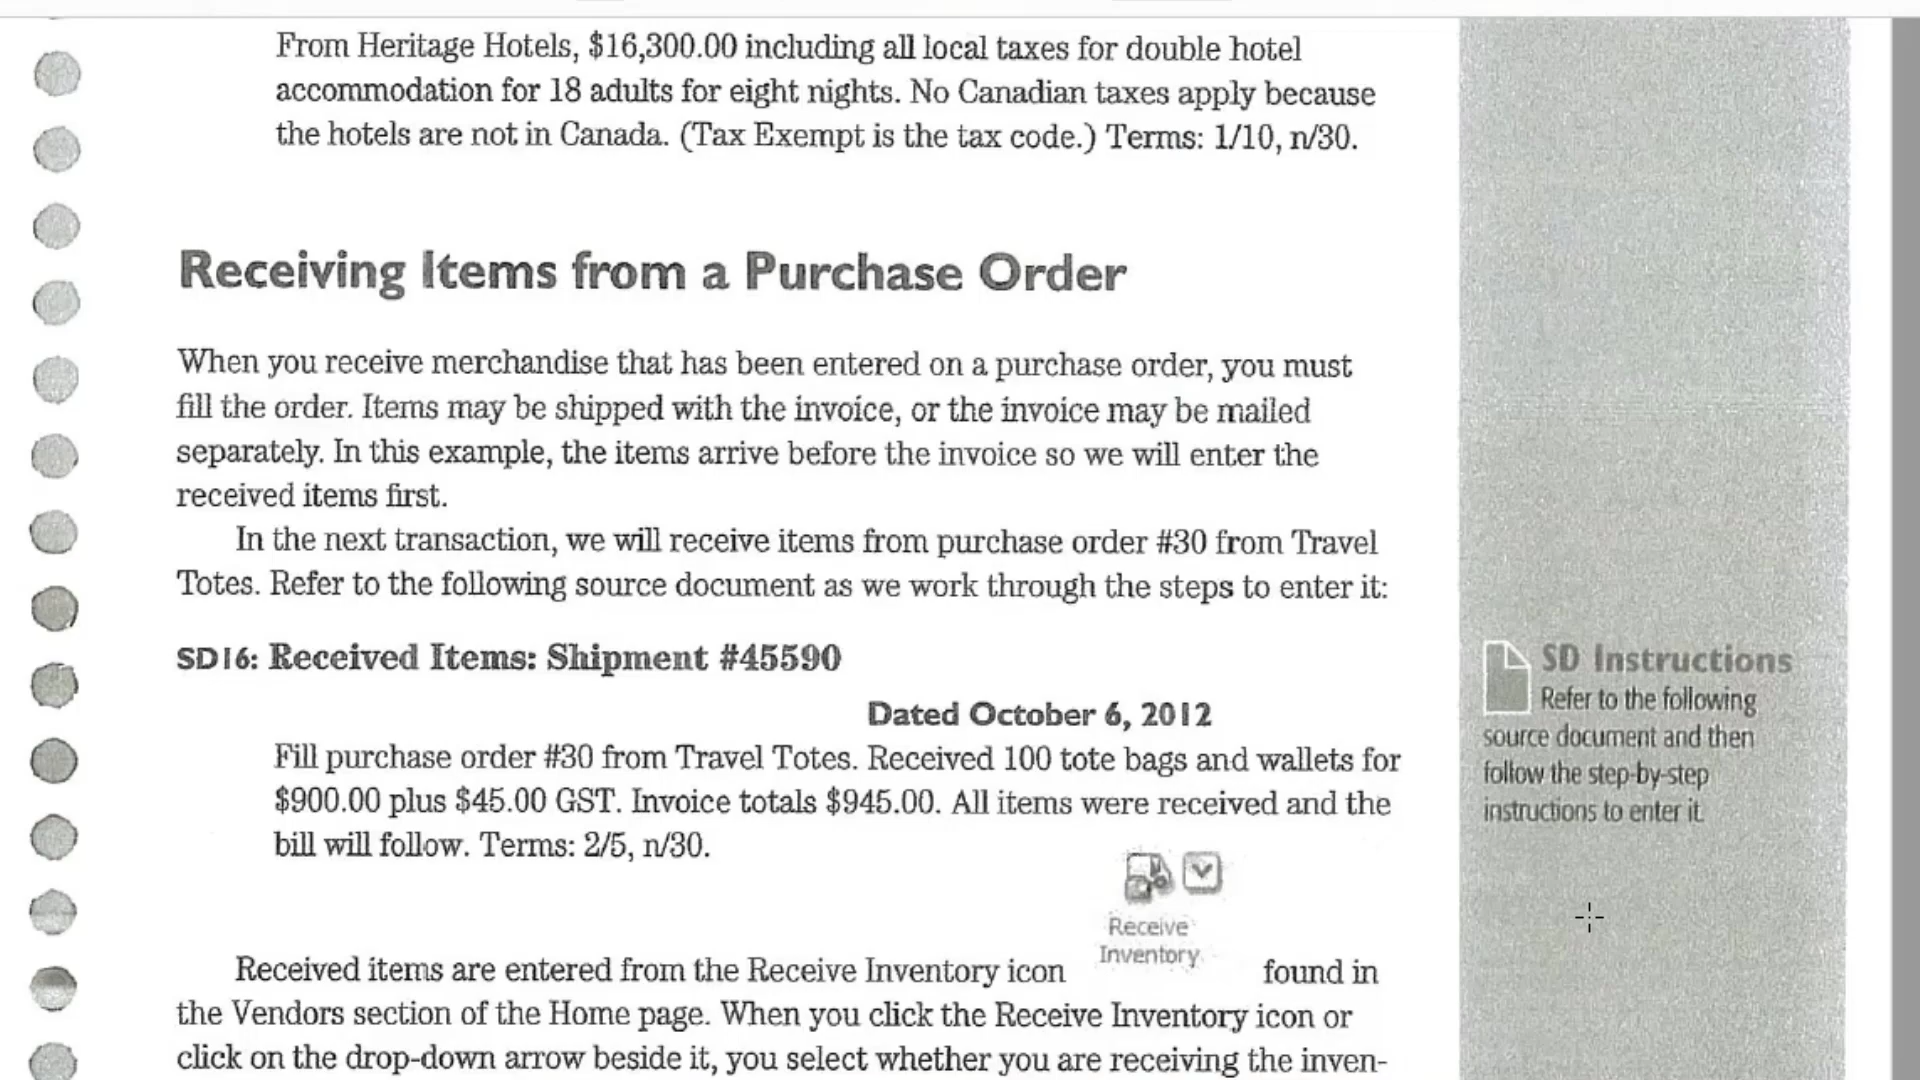 From Heritage Hotels, $16,300.00 including all local taxes for double hotel
accommodation for 18 adults for eight nights. No Canadian taxes apply because
the hotels are not in Canada. (Tax Exempt is the tax code.) Terms: 1/10, n/30.
Receiving Items from a Purchase Order
When you receive merchandise that has been entered on a purchase order, you must
fill the order. Items may be shipped with the invoice, or the invoice may be mailed
separately. In this example, the items arrive before the invoice so we will enter the
received items first.
In the next transaction, we will receive items from purchase order #30 from Travel
Totes. Refer to the following source document as we work through the steps to enter it:
SD16: Received Items: Shipment #45590
Dated October 6, 2012
Fill purchase order #30 from Travel Totes. Received 100 tote bags and wallets for
$900.00 plus $45.00 GST. Invoice totals $945.00. All items were received and the
bill will follow. Terms: 2/5, n/30.
Receive
Inventory
Received items are entered from the Receive Inventory icon found in
the Vendors section of the Home page. When you click the Receive Inventory icon or
click on the drop-down arrow beside it, you select whether you are receiving the inven-
SD Instructions
Refer to the following
source document and then
follow the step-by-step
instructions to enter it.